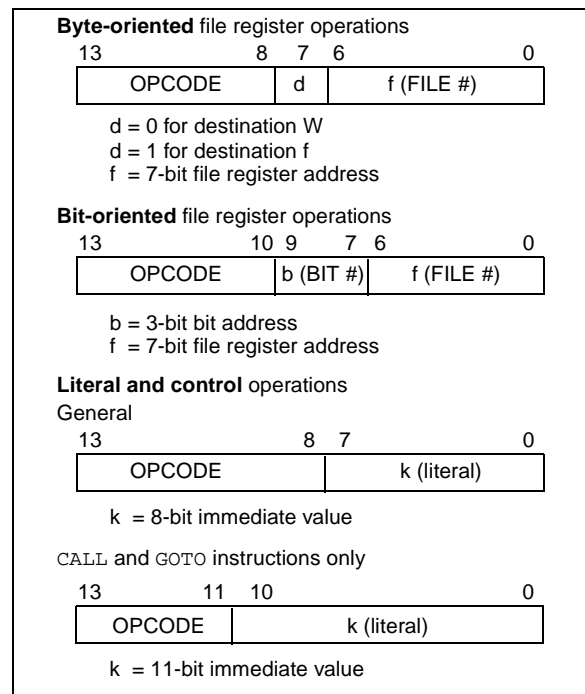 Byte-oriented file register operations
13 8 7 6 0
OPCODE d f (FILE #)
d = 0 for destination W
d = 1 for destination f
f = 7-bit file register address
Bit-oriented file register operations
13 10 9 7 6 0
OPCODE b (BIT #) f (FILE #)
b = 3-bit bit address
f = 7-bit file register address
Literal and control operations
General
13 8 7 0
OPCODE k (literal)
k = 8-bit immediate value
CALL and GOTO instructions only
13 11 10 0
OPCODE k (literal)
k = 11-bit immediate value